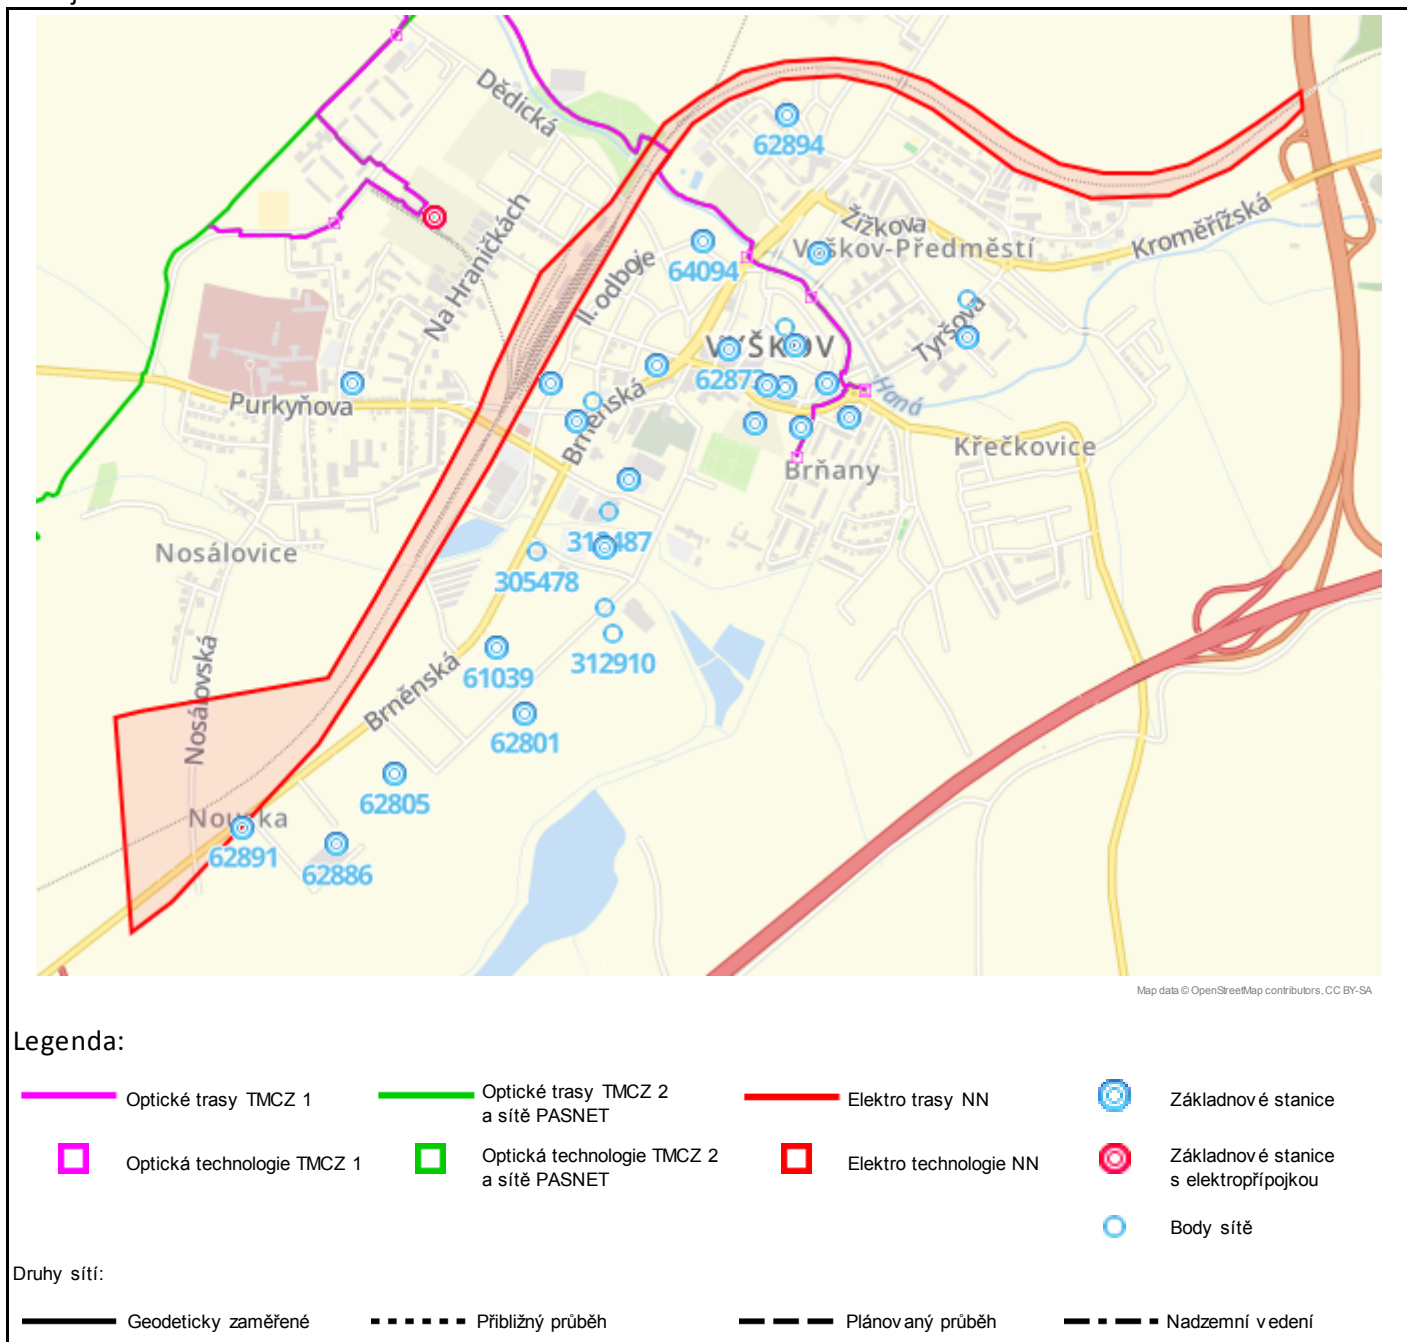 Dědická
62894
Na Hraničkách
Žižkova
Vyškov-Předměstí
Kroměřížská
64094
II. odboje
Tyršova
VYŠKOV
62873
Haná
Purkyňova
Brněnská
Křečkovice
Brňany
Nosálovice
312487
305478
312910
61039
Nosálovská
Brněnská
62801
62805
Nouzka
62891
62886
Map data © OpenStreetMap contributors, CC BY-SA
Legenda:
Optické trasy TMCZ 1
Optické trasy TMCZ 2
a sítě PASNET
Elektro trasy NN
Základnové stanice
Optická technologie TMCZ 1
Optická technologie TMCZ 2
a sítě PASNET
Elektro technologie NN
Základnové stanice
s elektropřípojkou
Body sítě
Druhy sítí:
Geodeticky zaměřené
Přibližný průběh
Plánovaný průběh
Nadzemní vedení